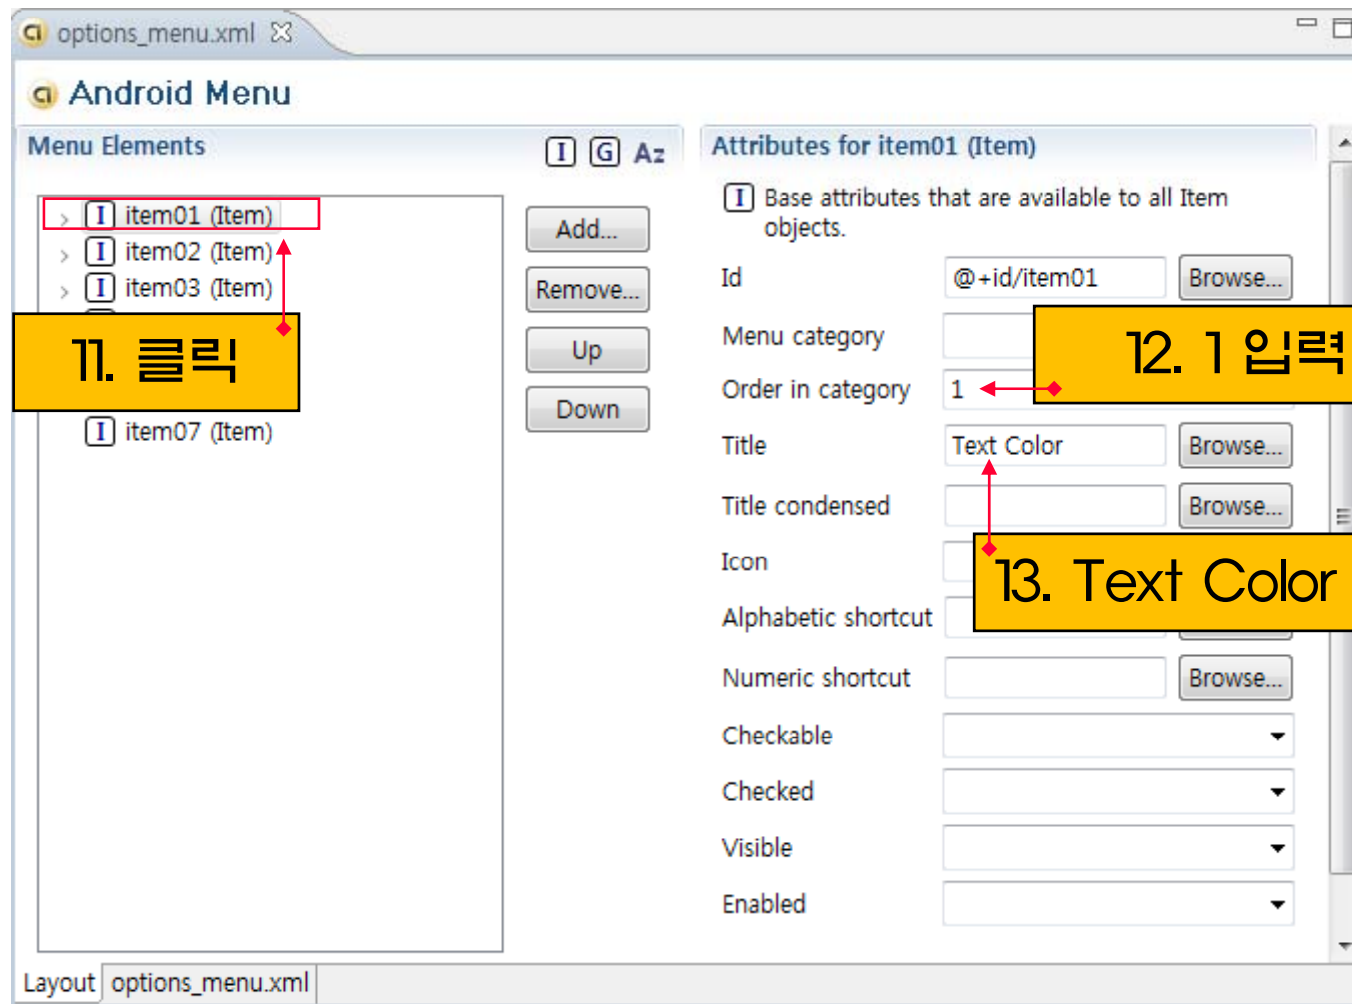 options_menu.xml
Android Menu
Menu Elements
I G Az
I item01 (Item)
I item02 (Item)
I item03 (Item)
11. 클릭
I item07 (Item)
Add...
Remove...
Up
Down
Attributes for item01 (Item)
I Base attributes that are available to all Item
objects.
Id @+id/item01 Browse...
Menu category
12. 1 입력
Order in category 1
Title Text Color Browse...
Title condensed Browse...
Icon
13. Text Color
Alphabetic shortcut
Numeric shortcut Browse...
Checkable
Checked
Visible
Enabled
Layout options_menu.xml